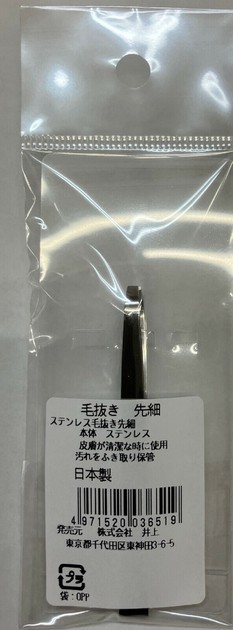 毛抜き 先細
ステンレス毛抜き先細
本体 ステンレス
皮膚が清潔な時に使用
汚れをふき取り保管
日本製
4 971520 036519
発売元 株式会社 井上
東京都千代田区東神田3-6-5
プラ
袋：OPP